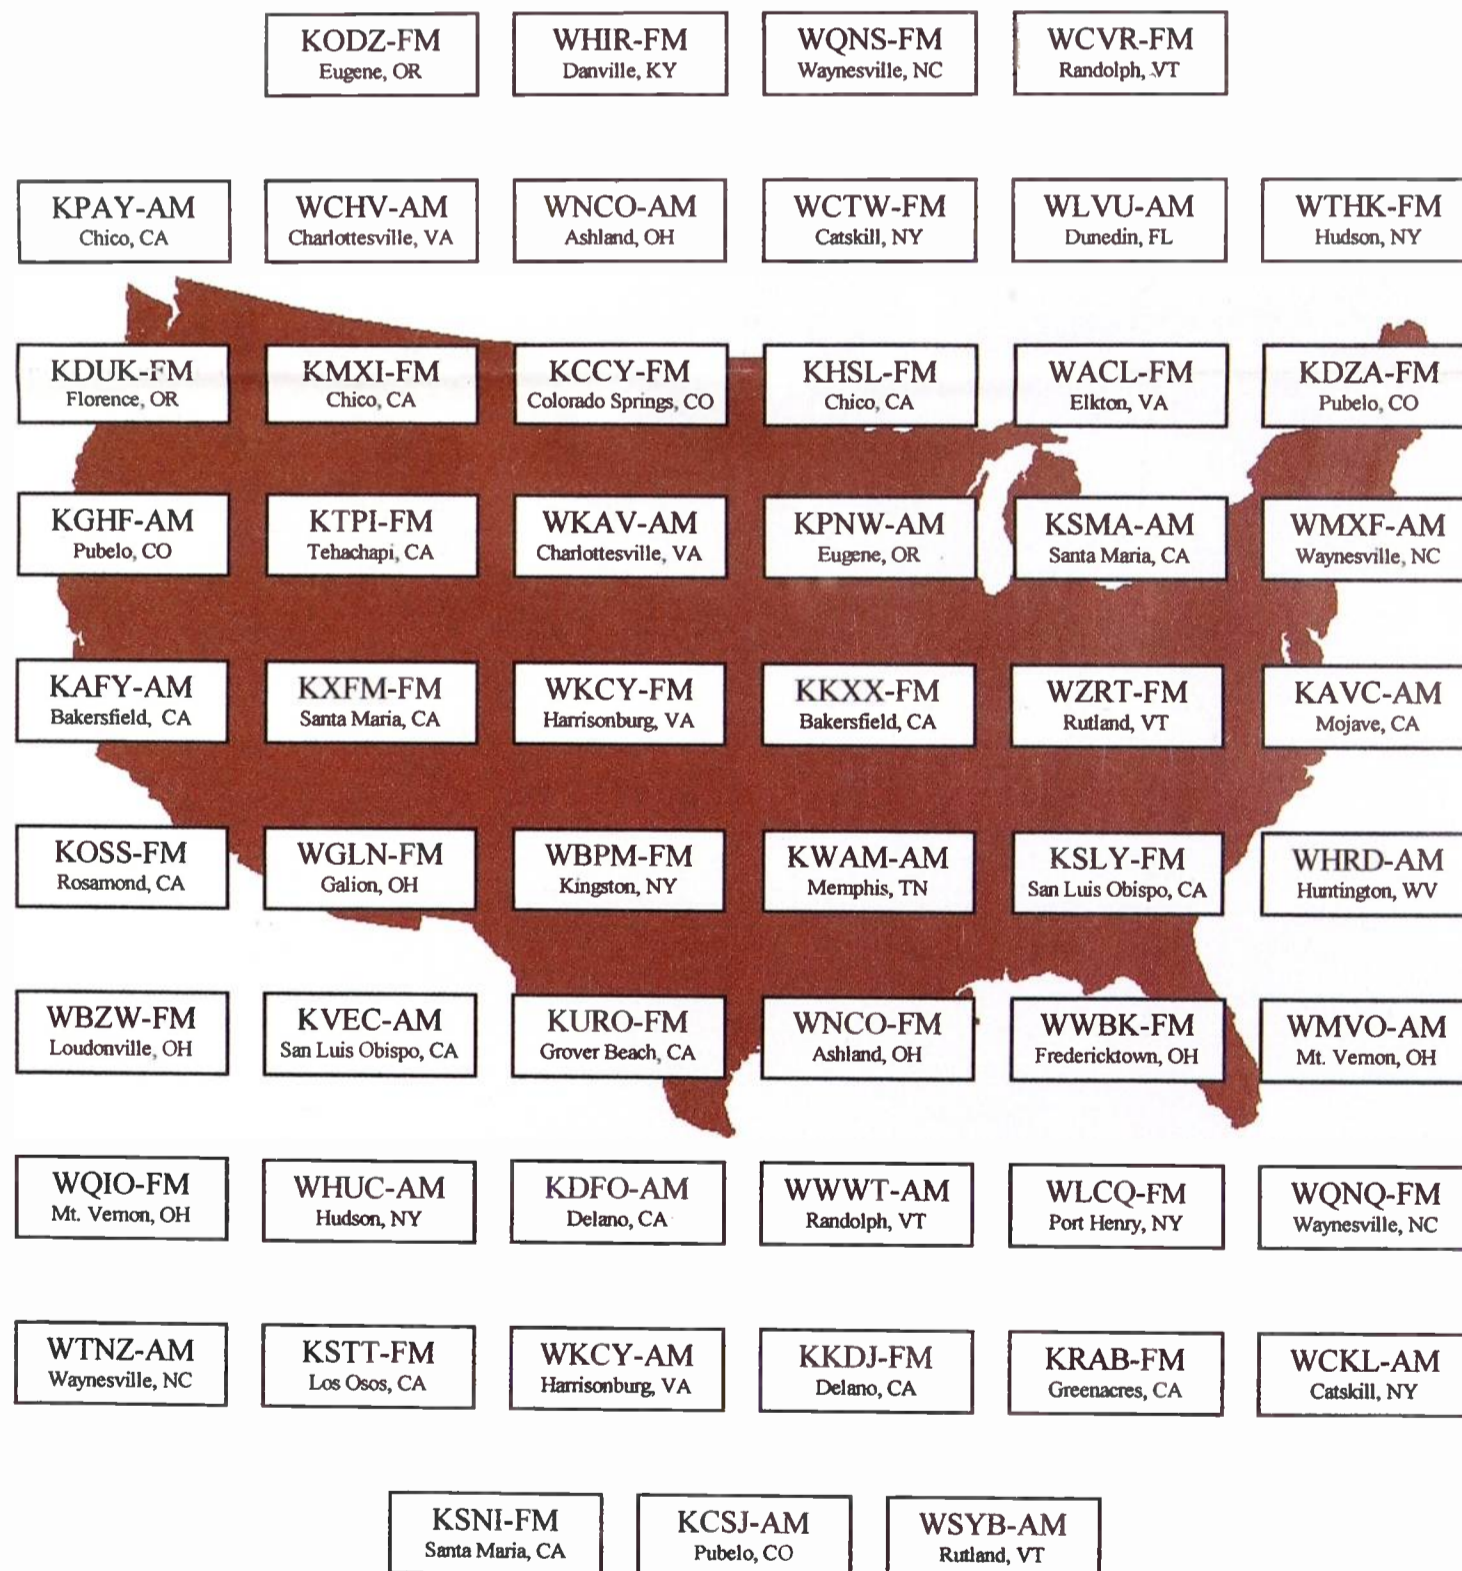 KODZ-FM
Eugene, OR
WHIR-FM
Danville, KY
WQNS-FM
Waynesville, NC
WCVR-FM
Randolph, VT
KPAY-AM
Chico, CA
WCHV-AM
Charlottesville, VA
WNCO-AM
Ashland, OH
WCTW-FM
Catskill, NY
WLVU-AM
Dunedin, FL
WTHK-FM
Hudson, NY
KDUK-FM
Florence, OR
KMXI-FM
Chico, CA
KCCY-FM
Colorado Springs, CO
KHSL-FM
Chico, CA
WACL-FM
Elkton, VA
KDZA-FM
Pubelo, CO
KGHF-AM
Pubelo, CO
KTPI-FM
Tehachapi, CA
WKAV-AM
Charlottesville, VA
KPNW-AM
Eugene, OR
KSMA-AM
Santa Maria, CA
WMXF-AM
Waynesville, NC
KAFY-AM
Bakersfield, CA
KXFM-FM
Santa Maria, CA
WKCY-FM
Harrisonburg, VA
KKXX-FM
Bakersfield, CA
WZRT-FM
Rutland, VT
KAVC-AM
Mojave, CA
KOSS-FM
Rosamond, CA
WGLN-FM
Galion, OH
WBPM-FM
Kingston, NY
KWAM-AM
Memphis, TN
KSLY-FM
San Luis Obispo, CA
WHRD-AM
Huntington, WV
WBZW-FM
Loudonville, OH
KVEC-AM
San Luis Obispo, CA
KURO-FM
Grover Beach, CA
WNCO-FM
Ashland, OH
WWBK-FM
Fredericktown, OH
WMVO-AM
Mt. Vernon, OH
WQIO-FM
Mt. Vernon, OH
WHUC-AM
Hudson, NY
KDFO-AM
Delano, CA
WWWT-AM
Randolph, VT
WLCQ-FM
Port Henry, NY
WQNQ-FM
Waynesville, NC
WTNZ-AM
Waynesville, NC
KSTT-FM
Los Osos, CA
WKCY-AM
Harrisonburg, VA
KKDJ-FM
Delano, CA
KRAB-FM
Greenacres, CA
WCKL-AM
Catskill, NY
KSNI-FM
Santa Maria, CA
KCSJ-AM
Pubelo, CO
WSYB-AM
Rutland, VT